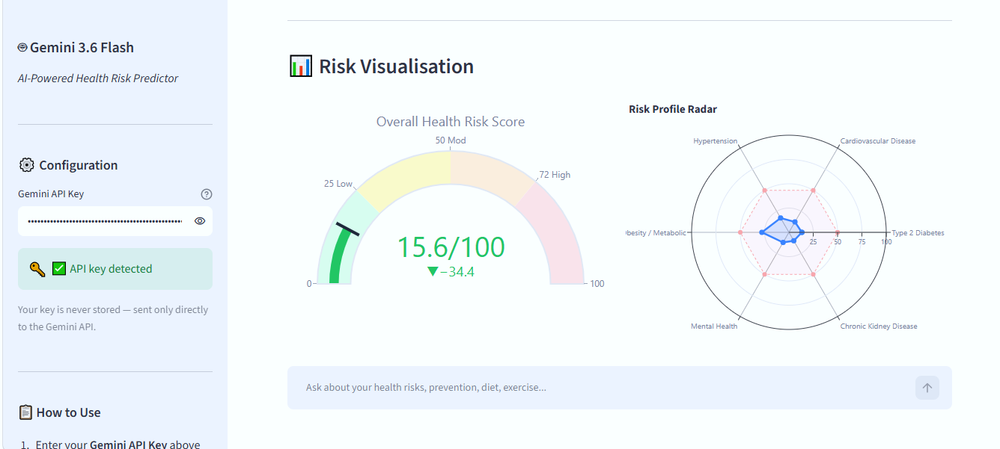 Gemini 3.6 Flash
AI-Powered Health Risk Predictor
Configuration
Gemini API Key
API key detected
Your key is never stored — sent only directly
to the Gemini API.
How to Use
1. Enter your Gemini API Key above
Risk Visualisation
Overall Health Risk Score
50 Mod
25 Low
72 High
15.6/100
▼−34.4
0
100
Risk Profile Radar
Hypertension
Cardiovascular Disease
besity / Metabolic
Type 2 Diabetes
25
50
75
100
Mental Health
Chronic Kidney Disease
Ask about your health risks, prevention, diet, exercise...